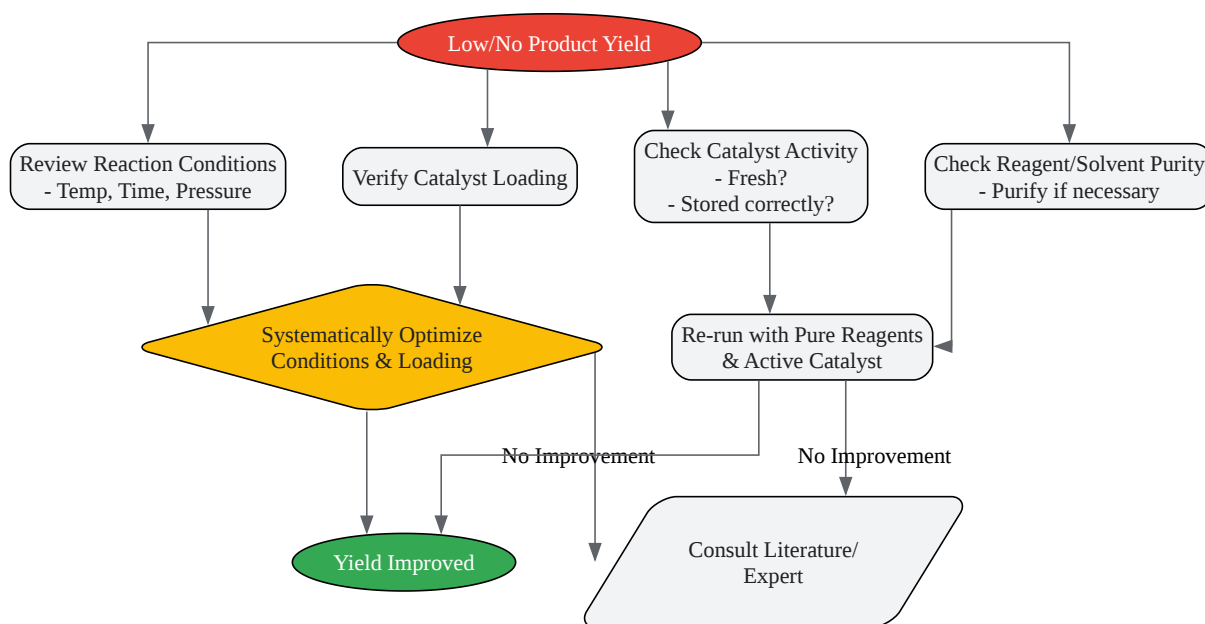 Low/No Product Yield
Review Reaction Conditions
- Temp, Time, Pressure
Verify Catalyst Loading
Check Catalyst Activity
- Fresh?
- Stored correctly?
Check Reagent/Solvent Purity
- Purify if necessary
Systematically Optimize
Conditions & Loading
Re-run with Pure Reagents
& Active Catalyst
No Improvement
No Improvement
Yield Improved
Consult Literature/
Expert